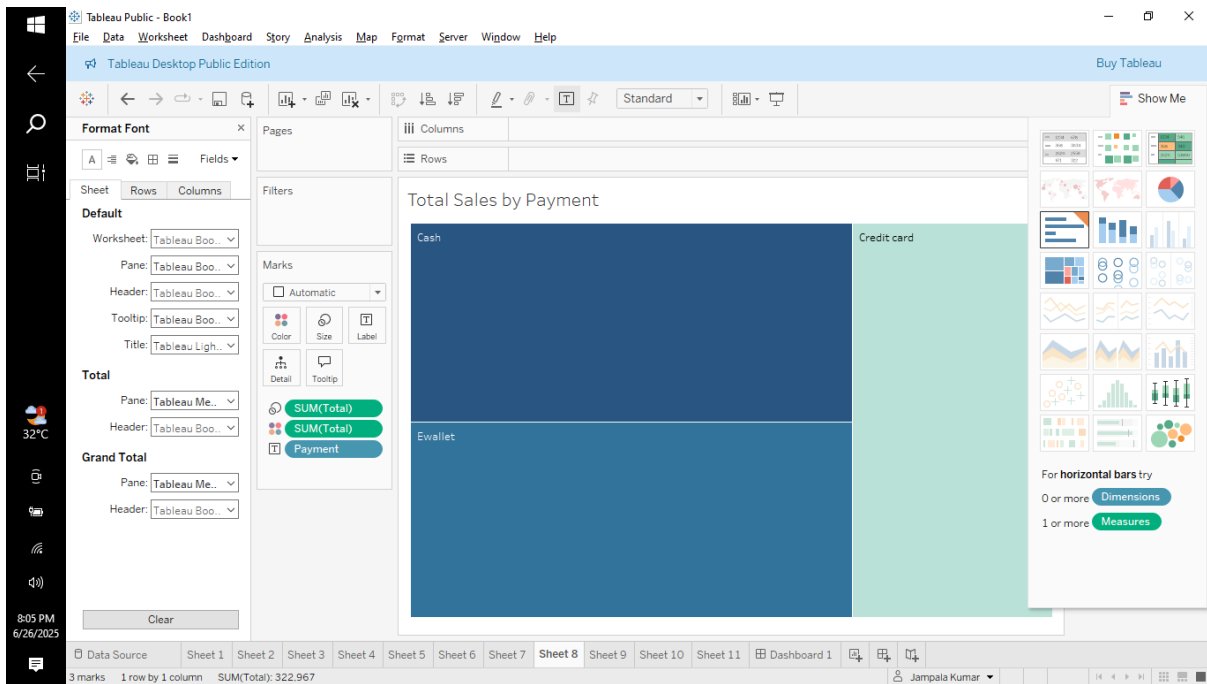 Tableau Public - Book1
File Data Worksheet Dashboard Story Analysis Map Format Server Window Help
Tableau Desktop Public Edition
Buy Tableau
Standard
Show Me
Format Font
Fields
Sheet Rows Columns
Default
Worksheet: Tableau Boo..
Pane: Tableau Boo..
Header: Tableau Boo..
Tooltip: Tableau Boo..
Title: Tableau Ligh..
Total
Pane: Tableau Me..
Header: Tableau Boo..
Grand Total
Pane: Tableau Me..
Header: Tableau Boo..
Clear
Pages
Filters
Marks
Automatic
Color Size Label
Detail Tooltip
SUM(Total)
SUM(Total)
Payment
Columns
Rows
Total Sales by Payment
Cash
Credit card
Ewallet
For horizontal bars try
0 or more Dimensions
1 or more Measures
1
32°C
8:05 PM
6/26/2025
Data Source Sheet 1 Sheet 2 Sheet 3 Sheet 4 Sheet 5 Sheet 6 Sheet 7 Sheet 8 Sheet 9 Sheet 10 Sheet 11 Dashboard 1
3 marks 1 row by 1 column SUM(Total): 322,967
Jampala Kumar